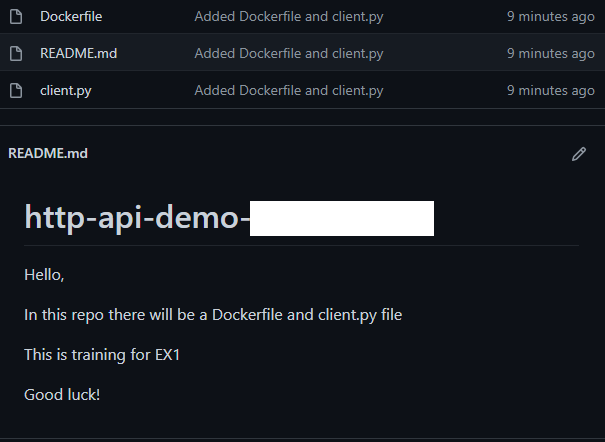 Dockerfile Added Dockerfile and client.py 9 minutes ago
README.md Added Dockerfile and client.py 9 minutes ago
client.py Added Dockerfile and client.py 9 minutes ago
README.md
http-api-demo-
Hello,
In this repo there will be a Dockerfile and client.py file
This is training for EX1
Good luck!